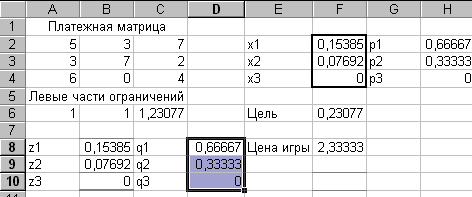 A B C D E F G H
1 Платежная матрица
2 5 3 7 x1 0,15385 p1 0,66667
3 3 7 2 x2 0,07692 p2 0,33333
4 6 0 4 x3 0 p3 0
5 Левые части ограничений
6 1 1 1,23077 Цель 0,23077
7
8 z1 0,15385 q1 0,66667 Цена игры 2,33333
9 z2 0,07692 q2 0,33333
10 z3 0 q3 0